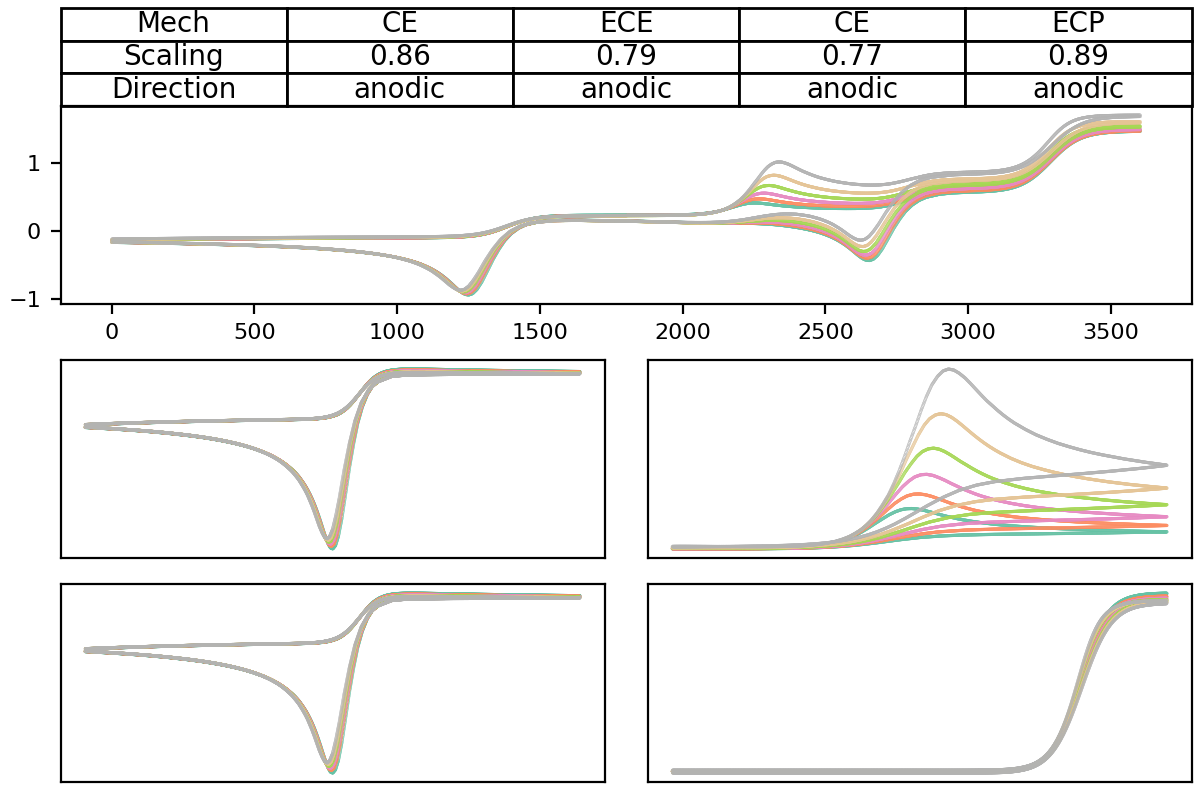 Mech CE ECE CE ECP
Scaling 0.86 0.79 0.77 0.89
Direction anodic anodic anodic anodic
1
0
−1
0 500 1000 1500 2000 2500 3000 3500